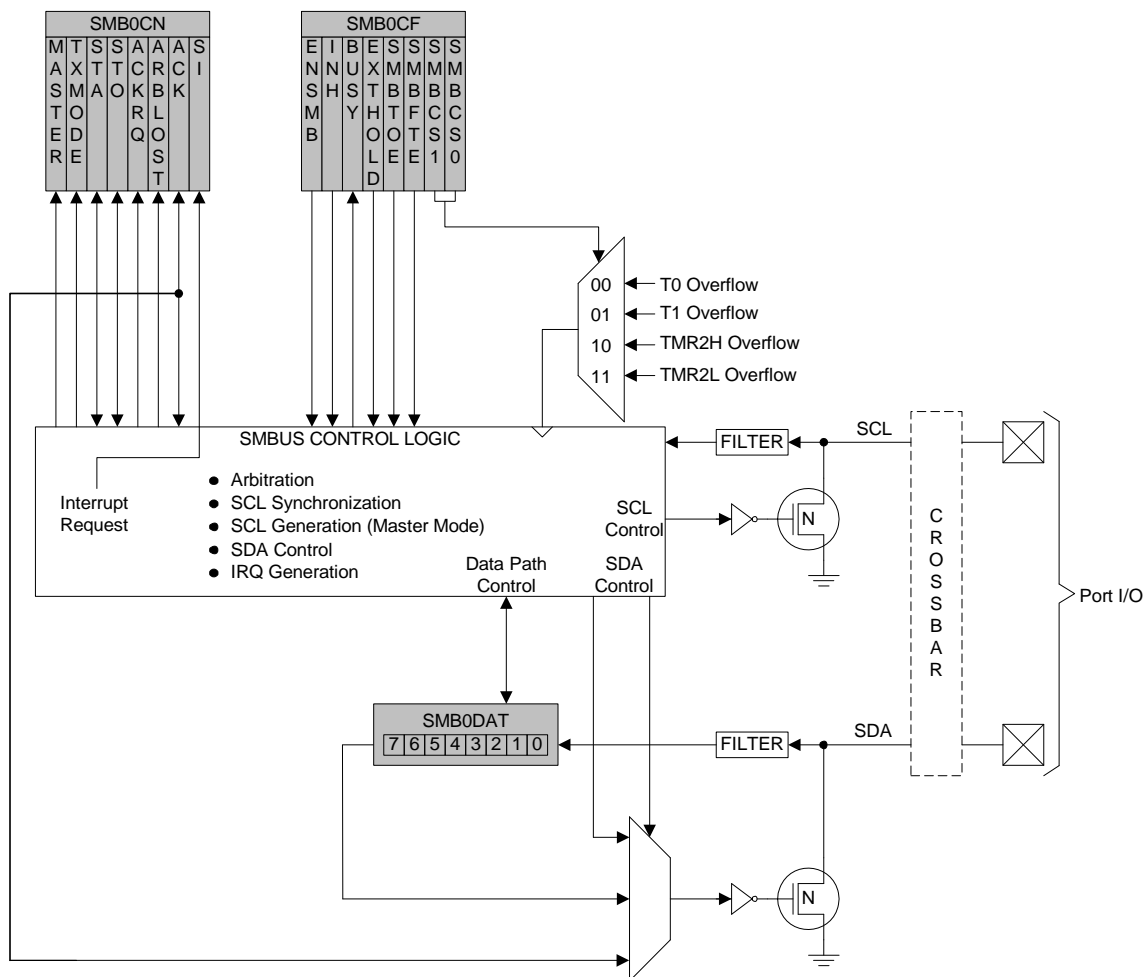 SMB0CN
MASTER
TXMODE
STA
STO
ACKRQ
ARBLOST
ACK
SI
SMB0CF
ENSMB
INH
BUSY
EXTHOLD
SMBTOE
SMBFTE
SMBCS1
SMBCS0
00
T0 Overflow
01
T1 Overflow
10
TMR2H Overflow
11
TMR2L Overflow
SMBUS CONTROL LOGIC
Interrupt
Request
● Arbitration
● SCL Synchronization
● SCL Generation (Master Mode)
● SDA Control
● IRQ Generation
SCL
Control
Data Path
Control
SDA
Control
FILTER
SCL
N
CROSSBAR
Port I/O
SMB0DAT
7 6 5 4 3 2 1 0
FILTER
SDA
N